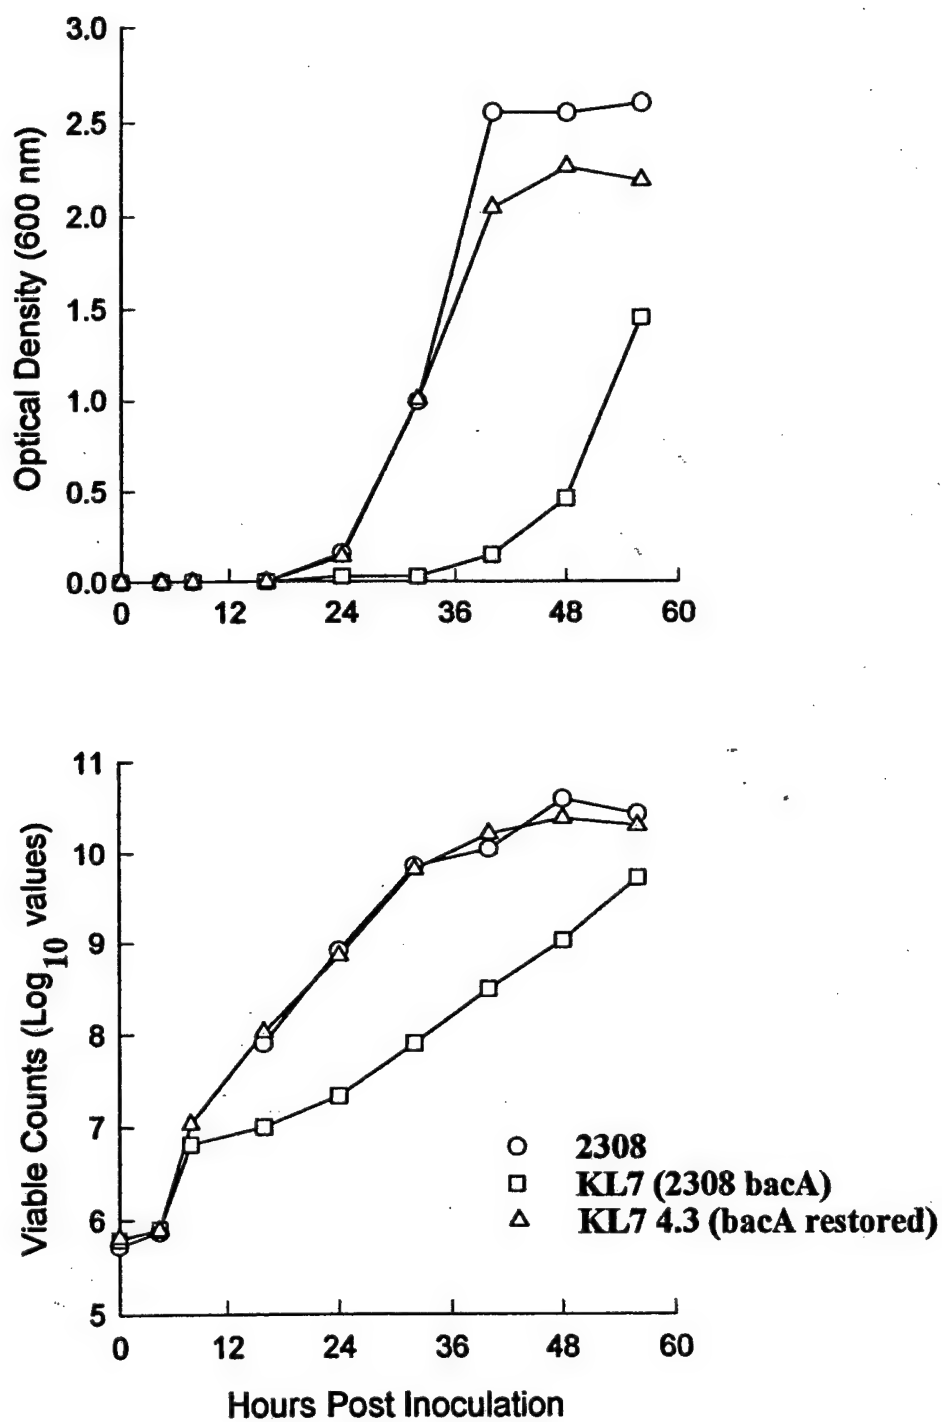 3.0
2.5
2.0
1.5
1.0
0.5
0.0
Optical Density (600 nm)
0 12 24 36 48 60
11
10
9
8
7
6
5
Viable Counts (Log10 values)
2308
KL7 (2308 bacA)
KL7 4.3 (bacA restored)
0 12 24 36 48 60
Hours Post Inoculation